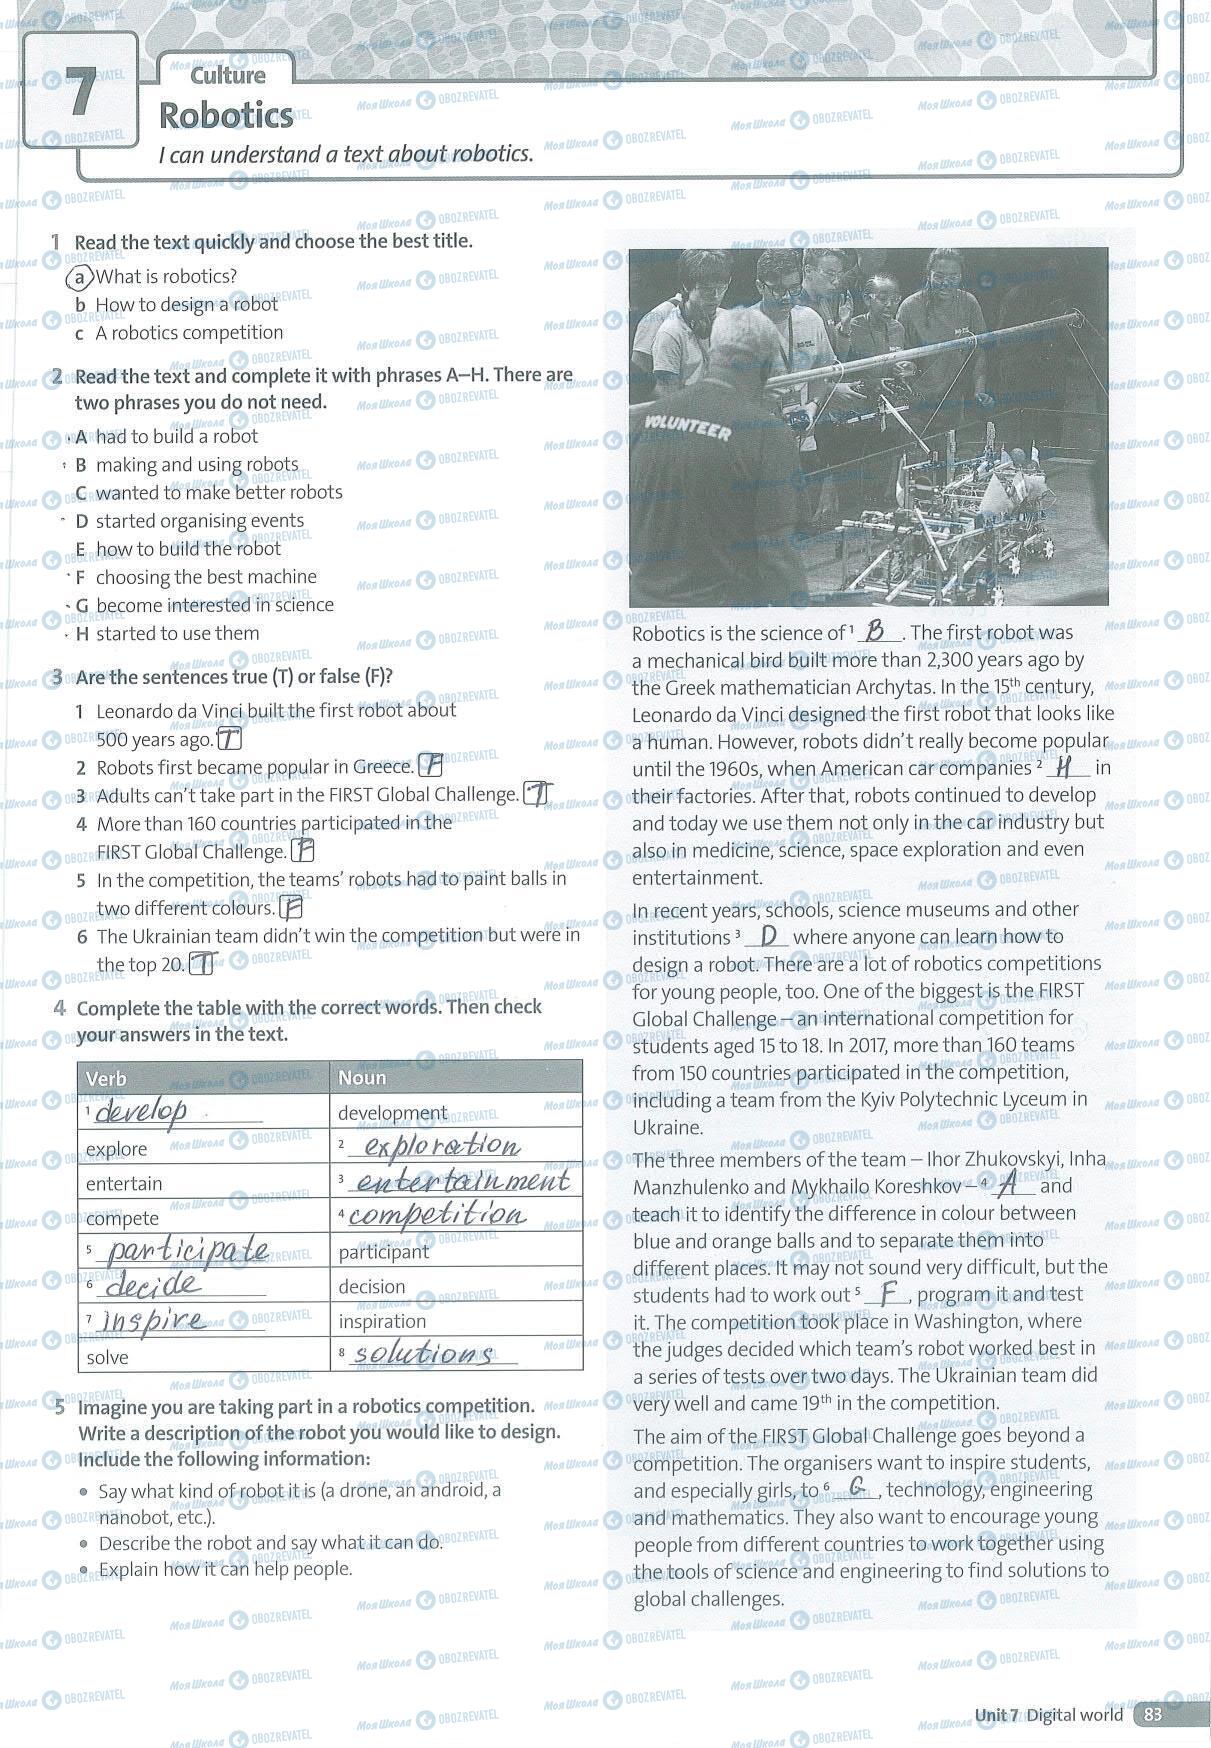 7
Culture
Robotics
I can understand a text about robotics.
1 Read the text quickly and choose the best title.
a What is robotics?
b How to design a robot
c A robotics competition
2 Read the text and complete it with phrases A–H. There are
two phrases you do not need.
A had to build a robot
B making and using robots
C wanted to make better robots
D started organising events
E how to build the robot
F choosing the best machine
G become interested in science
H started to use them
3 Are the sentences true (T) or false (F)?
1 Leonardo da Vinci built the first robot about
500 years ago. T
2 Robots first became popular in Greece. F
3 Adults can't take part in the FIRST Global Challenge. T
4 More than 160 countries participated in the
FIRST Global Challenge. F
5 In the competition, the teams' robots had to paint balls in
two different colours. F
6 The Ukrainian team didn't win the competition but were in
the top 20. T
4 Complete the table with the correct words. Then check
your answers in the text.
Verb Noun
1 develop development
explore 2 exploration
entertain 3 entertainment
compete 4 competition
5 participate participant
6 decide decision
7 inspire inspiration
solve 8 solutions
5 Imagine you are taking part in a robotics competition.
Write a description of the robot you would like to design.
Include the following information:
• Say what kind of robot it is (a drone, an android, a
nanobot, etc.).
• Describe the robot and say what it can do.
• Explain how it can help people.
VOLUNTEER
Robotics is the science of 1 B . The first robot was
a mechanical bird built more than 2,300 years ago by
the Greek mathematician Archytas. In the 15th century,
Leonardo da Vinci designed the first robot that looks like
a human. However, robots didn't really become popular
until the 1960s, when American car companies 2 H in
their factories. After that, robots continued to develop
and today we use them not only in the car industry but
also in medicine, science, space exploration and even
entertainment.
In recent years, schools, science museums and other
institutions 3 D where anyone can learn how to
design a robot. There are a lot of robotics competitions
for young people, too. One of the biggest is the FIRST
Global Challenge – an international competition for
students aged 15 to 18. In 2017, more than 160 teams
from 150 countries participated in the competition,
including a team from the Kyiv Polytechnic Lyceum in
Ukraine.
The three members of the team – Ihor Zhukovskyi, Inha
Manzhulenko and Mykhailo Koreshkov – 4 A and
teach it to identify the difference in colour between
blue and orange balls and to separate them into
different places. It may not sound very difficult, but the
students had to work out 5 F , program it and test
it. The competition took place in Washington, where
the judges decided which team's robot worked best in
a series of tests over two days. The Ukrainian team did
very well and came 19th in the competition.
The aim of the FIRST Global Challenge goes beyond a
competition. The organisers want to inspire students,
and especially girls, to 6 G , technology, engineering
and mathematics. They also want to encourage young
people from different countries to work together using
the tools of science and engineering to find solutions to
global challenges.
Unit 7 Digital world 83
Моя Школа OBOZREVATEL